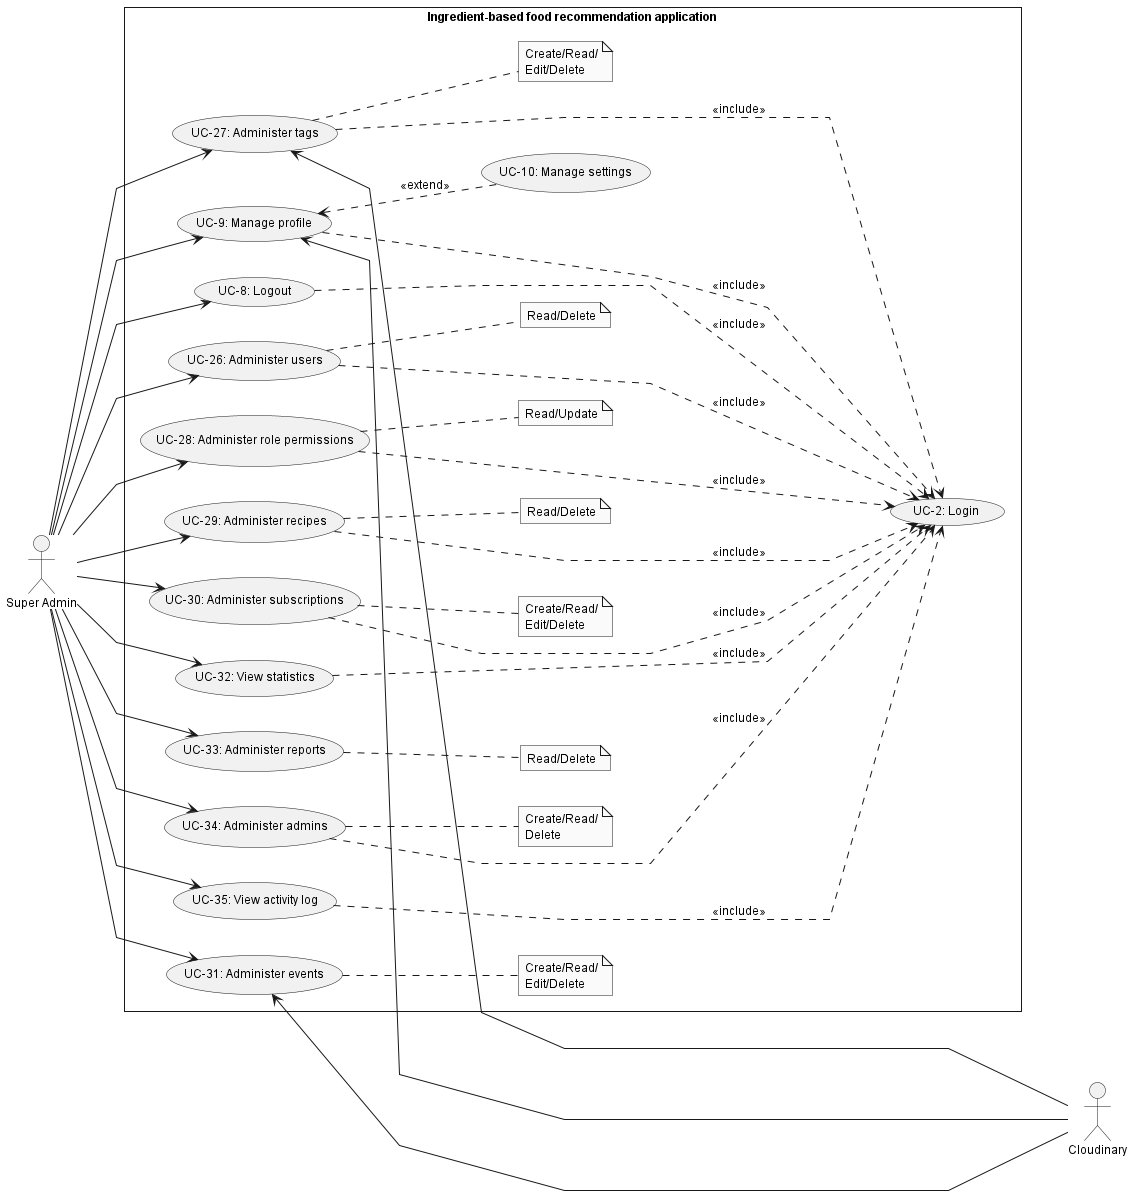 Ingredient-based food recommendation application
Create/Read/
Edit/Delete
«include»
UC-27: Administer tags
UC-10: Manage settings
«extend»
UC-9: Manage profile
«include»
UC-8: Logout
Read/Delete
«include»
UC-26: Administer users
«include»
Read/Update
UC-28: Administer role permissions
«include»
Read/Delete
UC-2: Login
UC-29: Administer recipes
«include»
Super Admin
UC-30: Administer subscriptions
Create/Read/
Edit/Delete
«include»
«include»
UC-32: View statistics
«include»
UC-33: Administer reports
Read/Delete
Create/Read/
Delete
UC-34: Administer admins
UC-35: View activity log
«include»
Create/Read/
Edit/Delete
UC-31: Administer events
Cloudinary